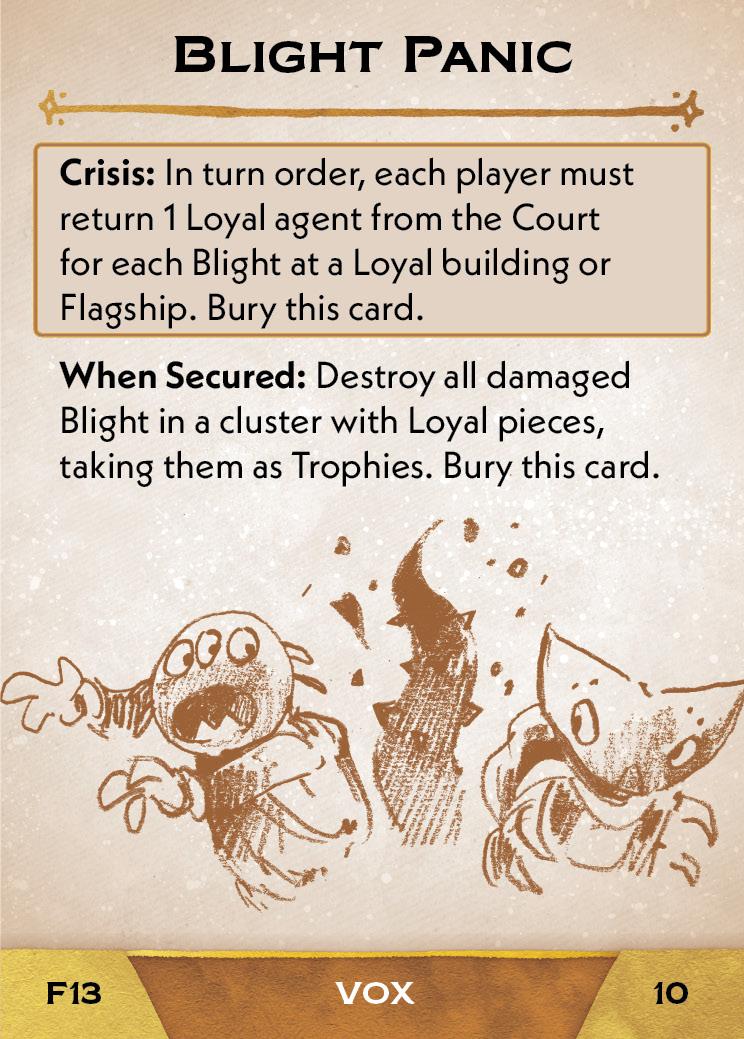 Blight Panic
Crisis: In turn order, each player must
return 1 Loyal agent from the Court
for each Blight at a Loyal building or
Flagship. Bury this card.
When Secured: Destroy all damaged
Blight in a cluster with Loyal pieces,
taking them as Trophies. Bury this card.
F13
VOX
10